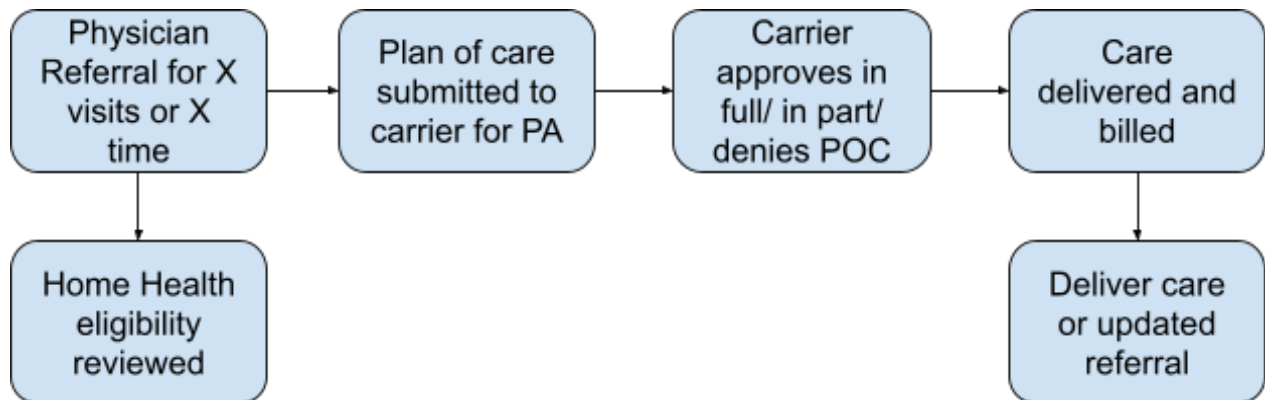 Physician
Referral for X
visits or X
time
Plan of care
submitted to
carrier for PA
Carrier
approves in
full/ in part/
denies POC
Care
delivered and
billed
Home Health
eligibility
reviewed
Deliver care
or updated
referral